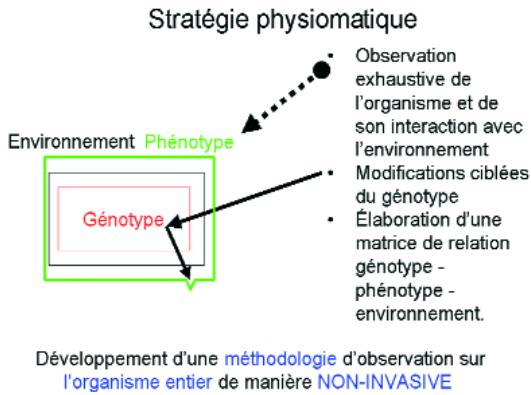 Stratégie physiomatique
• Observation
exhaustive de
l'organisme et de
son interaction avec
l'environnement
• Modifications ciblées
du génotype
• Élaboration d'une
matrice de relation
génotype -
phénotype -
environnement.
Environnement Phénotype
Génotype
Développement d'une méthodologie d'observation sur
l'organisme entier de manière NON-INVASIVE